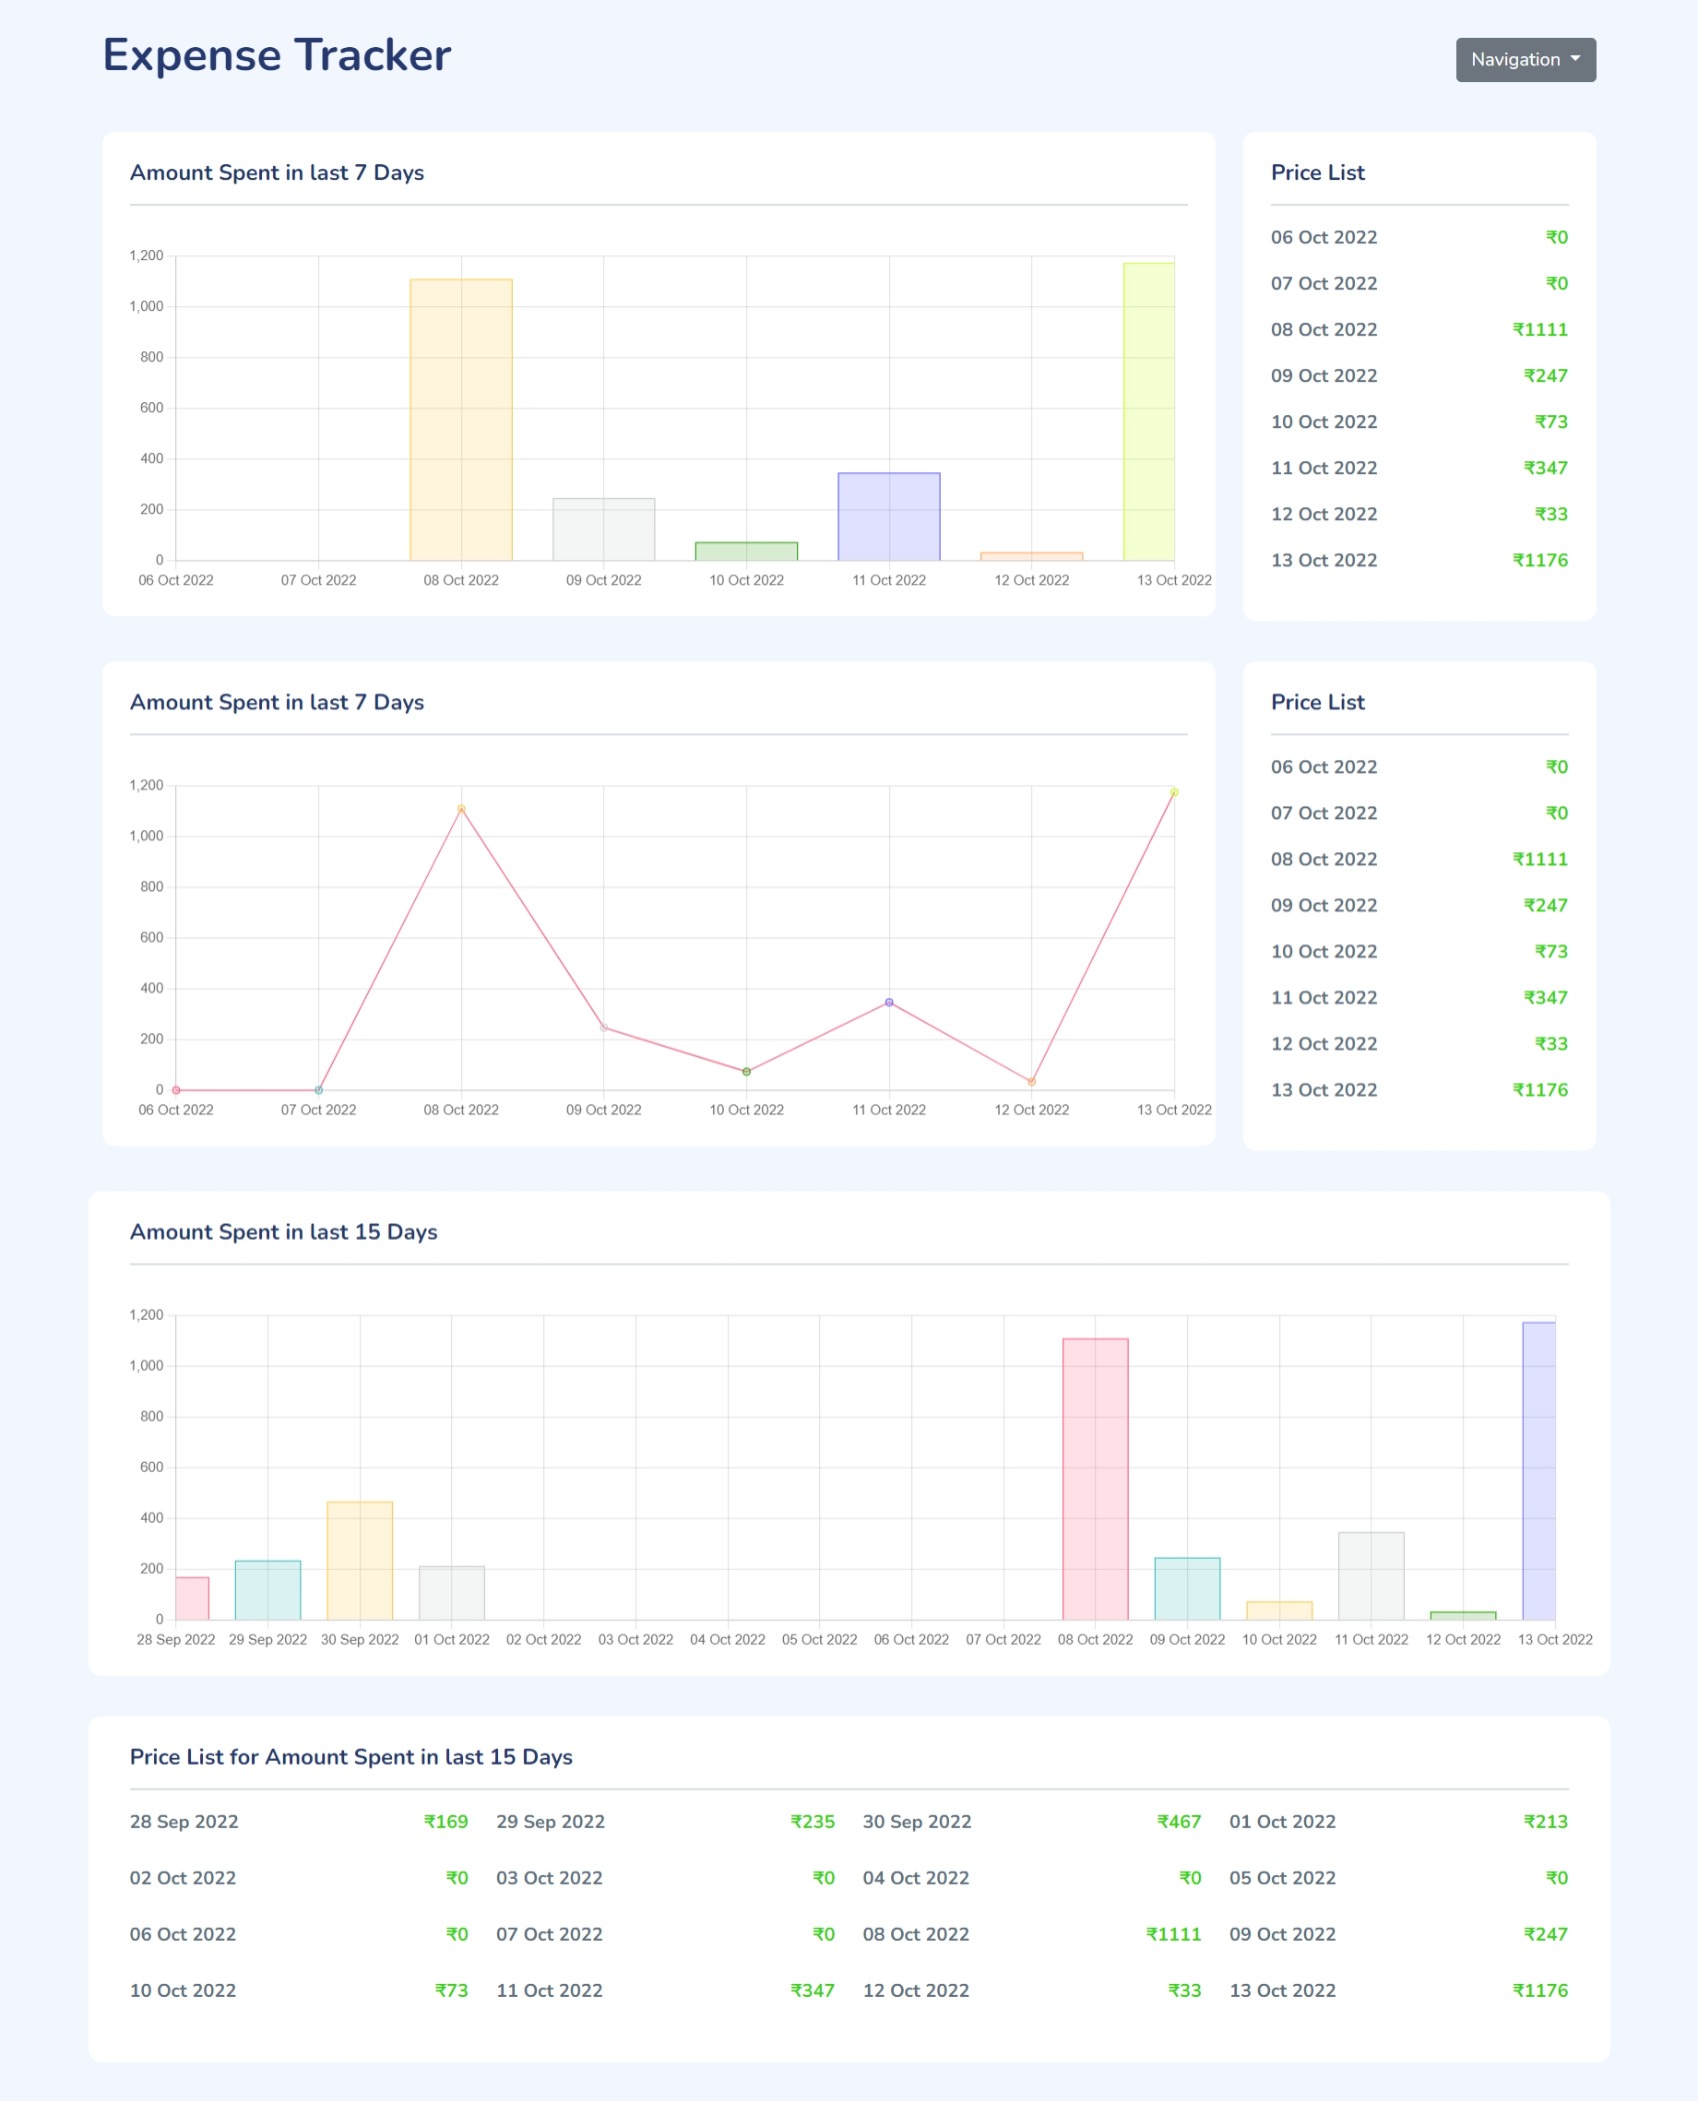 Expense Tracker
Navigation
Amount Spent in last 7 Days
1,200
1,000
800
600
400
200
0
06 Oct 2022 07 Oct 2022 08 Oct 2022 09 Oct 2022 10 Oct 2022 11 Oct 2022 12 Oct 2022 13 Oct 2022
Price List
06 Oct 2022 ₹0
07 Oct 2022 ₹0
08 Oct 2022 ₹1111
09 Oct 2022 ₹247
10 Oct 2022 ₹73
11 Oct 2022 ₹347
12 Oct 2022 ₹33
13 Oct 2022 ₹1176
Amount Spent in last 7 Days
1,200
1,000
800
600
400
200
0
06 Oct 2022 07 Oct 2022 08 Oct 2022 09 Oct 2022 10 Oct 2022 11 Oct 2022 12 Oct 2022 13 Oct 2022
Price List
06 Oct 2022 ₹0
07 Oct 2022 ₹0
08 Oct 2022 ₹1111
09 Oct 2022 ₹247
10 Oct 2022 ₹73
11 Oct 2022 ₹347
12 Oct 2022 ₹33
13 Oct 2022 ₹1176
Amount Spent in last 15 Days
1,200
1,000
800
600
400
200
0
28 Sep 2022 29 Sep 2022 30 Sep 2022 01 Oct 2022 02 Oct 2022 03 Oct 2022 04 Oct 2022 05 Oct 2022 06 Oct 2022 07 Oct 2022 08 Oct 2022 09 Oct 2022 10 Oct 2022 11 Oct 2022 12 Oct 2022 13 Oct 2022
Price List for Amount Spent in last 15 Days
28 Sep 2022 ₹169 29 Sep 2022 ₹235 30 Sep 2022 ₹467 01 Oct 2022 ₹213
02 Oct 2022 ₹0 03 Oct 2022 ₹0 04 Oct 2022 ₹0 05 Oct 2022 ₹0
06 Oct 2022 ₹0 07 Oct 2022 ₹0 08 Oct 2022 ₹1111 09 Oct 2022 ₹247
10 Oct 2022 ₹73 11 Oct 2022 ₹347 12 Oct 2022 ₹33 13 Oct 2022 ₹1176